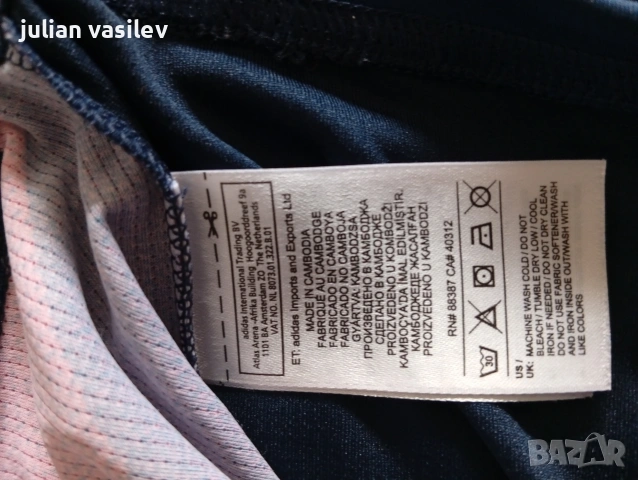 julian vasilev
adidas International Trading BV
Atlas Arena -Afrika Building Hoogoorddreef 9a
1101 BA Amsterdam ZO The Netherlands
VAT NO. NL 8073.01.322.B.01
ET: adidas Imports and Exports Ltd
MADE IN CAMBODIA
FABRIQUÉ AU CAMBODGE
FABRICADO EN CAMBOYA
FABRICADO NO CAMBOJA
GYÁRTVA: KAMBODZSA
ПРОИЗВЕДЕНО В КАМБОДЖА
СДЕЛАНО В КАМБОДЖЕ
PROIZVEDENO U KOMBODŽI
KAMBOÇYA'DA İMAL EDİLMİŞTİR.
КАМБОДЖЕДЕ ЖАСАЛҒАН
PROIZVEDENO U KAMBODZI
RN# 88387 CA# 40312
30
US / UK: MACHINE WASH COLD / DO NOT
BLEACH / TUMBLE DRY LOW / COOL
IRON IF NEEDED / DO NOT DRY CLEAN
DO NOT USE FABRIC SOFTENER/WASH
AND IRON INSIDE OUT/WASH WITH
LIKE COLORS
BAZAR